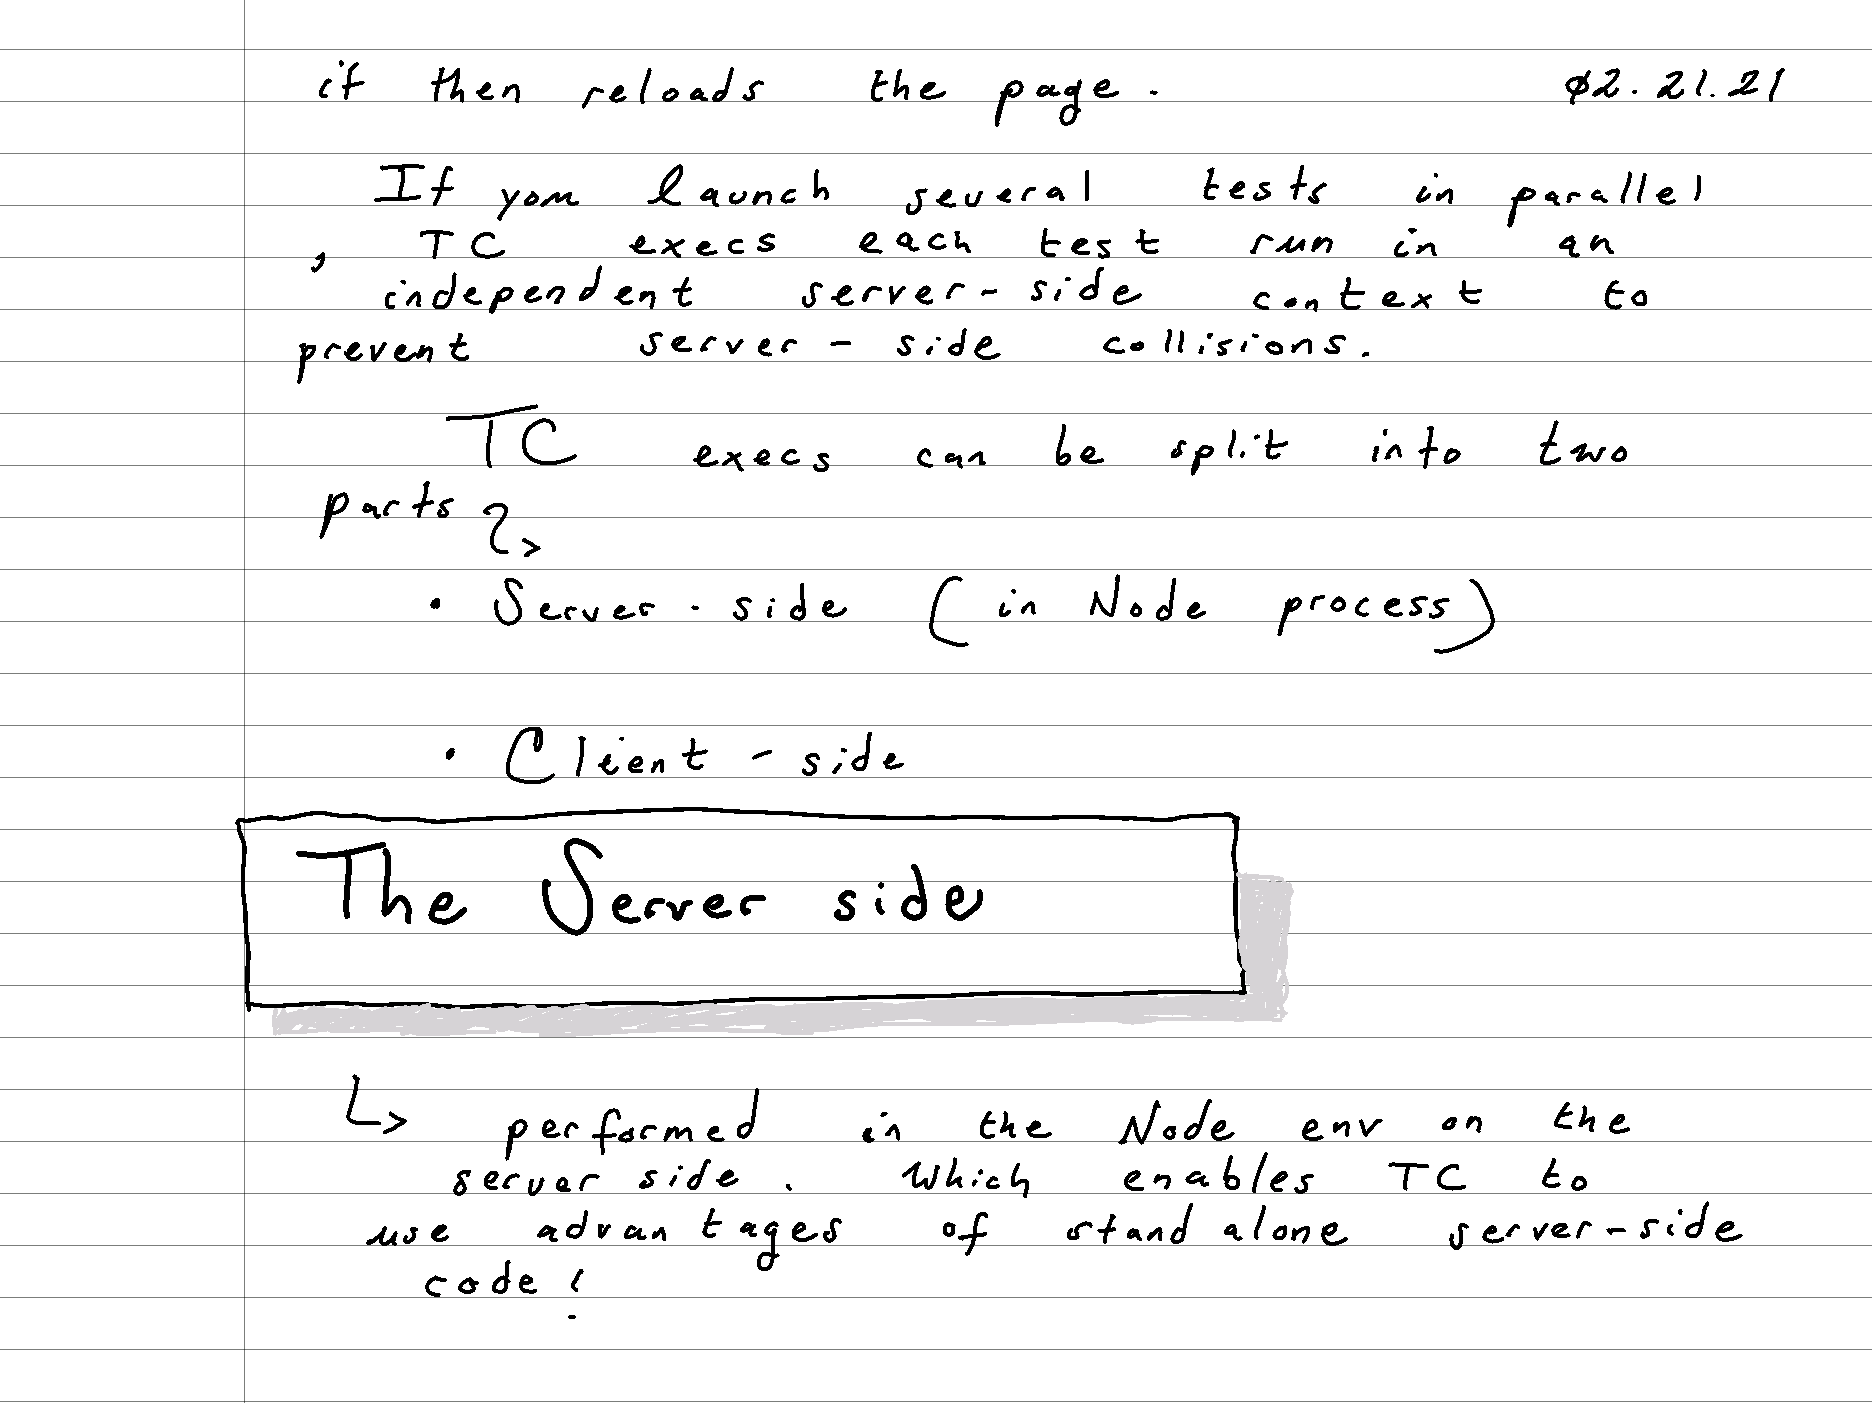 it then reloads the page. 02.21.21
If you launch several tests in parallel
, TC execs each test run in an
independent server-side context to
prevent server-side collisions.
TC execs can be split into two
parts
• Server-side (in Node process)
• Client-side
The Server side
performed in the Node env on the
server side. Which enables TC to
use advantages of stand alone server-side
code!